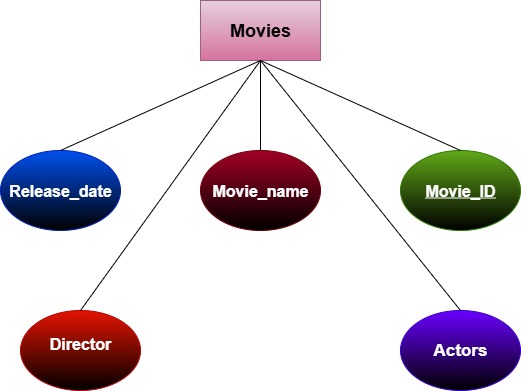 Movies
Release_date
Movie_name
Movie_ID
Director
Actors